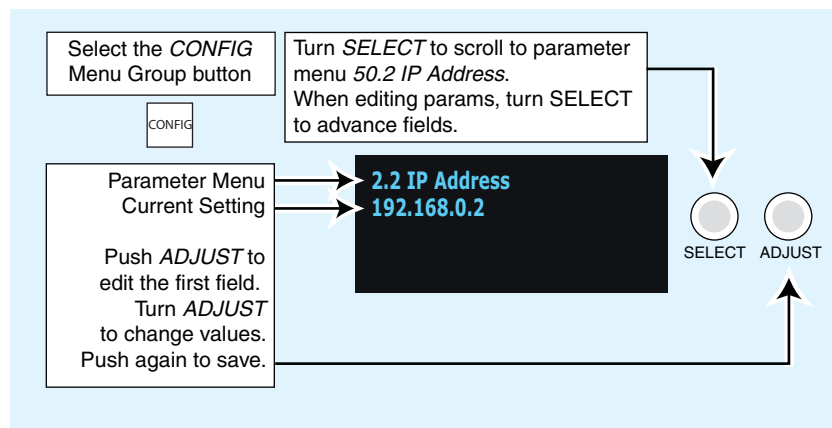 Select the CONFIG
Menu Group button
CONFIG
Turn SELECT to scroll to parameter
menu 50.2 IP Address.
When editing params, turn SELECT
to advance fields.
Parameter Menu
Current Setting
Push ADJUST to
edit the first field.
Turn ADJUST
to change values.
Push again to save.
2.2 IP Address
192.168.0.2
SELECT
ADJUST